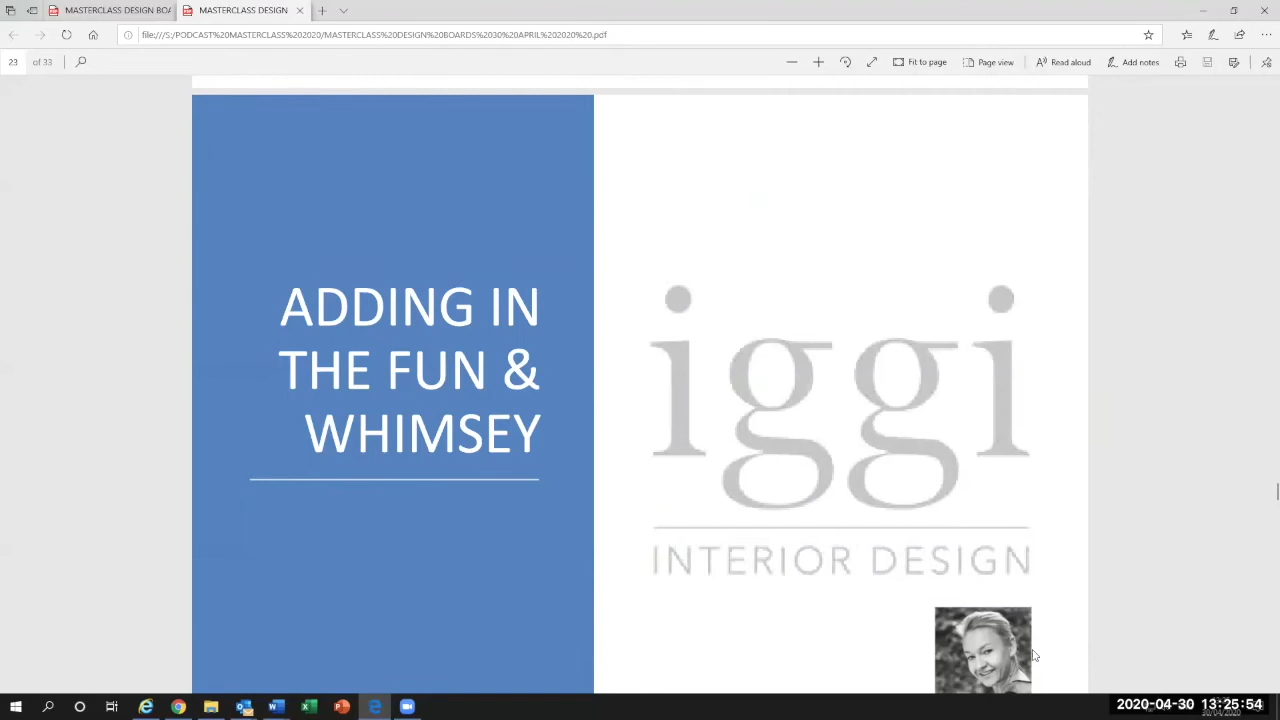 MASTERCLASS DESIGN BOA
MASTERCLASS DESIGN
file:///S:/PODCAST%20MASTERCLASS%202020/MASTERCLASS%20DESIGN%20BOARDS%2030%20APRIL%202020%20.pdf
23 of 33
Fit to page
Page view
Read aloud
Add notes
ADDING IN
THE FUN &
WHIMSEY
iggi
INTERIOR DESIGN
2020-04-30 13:25:54